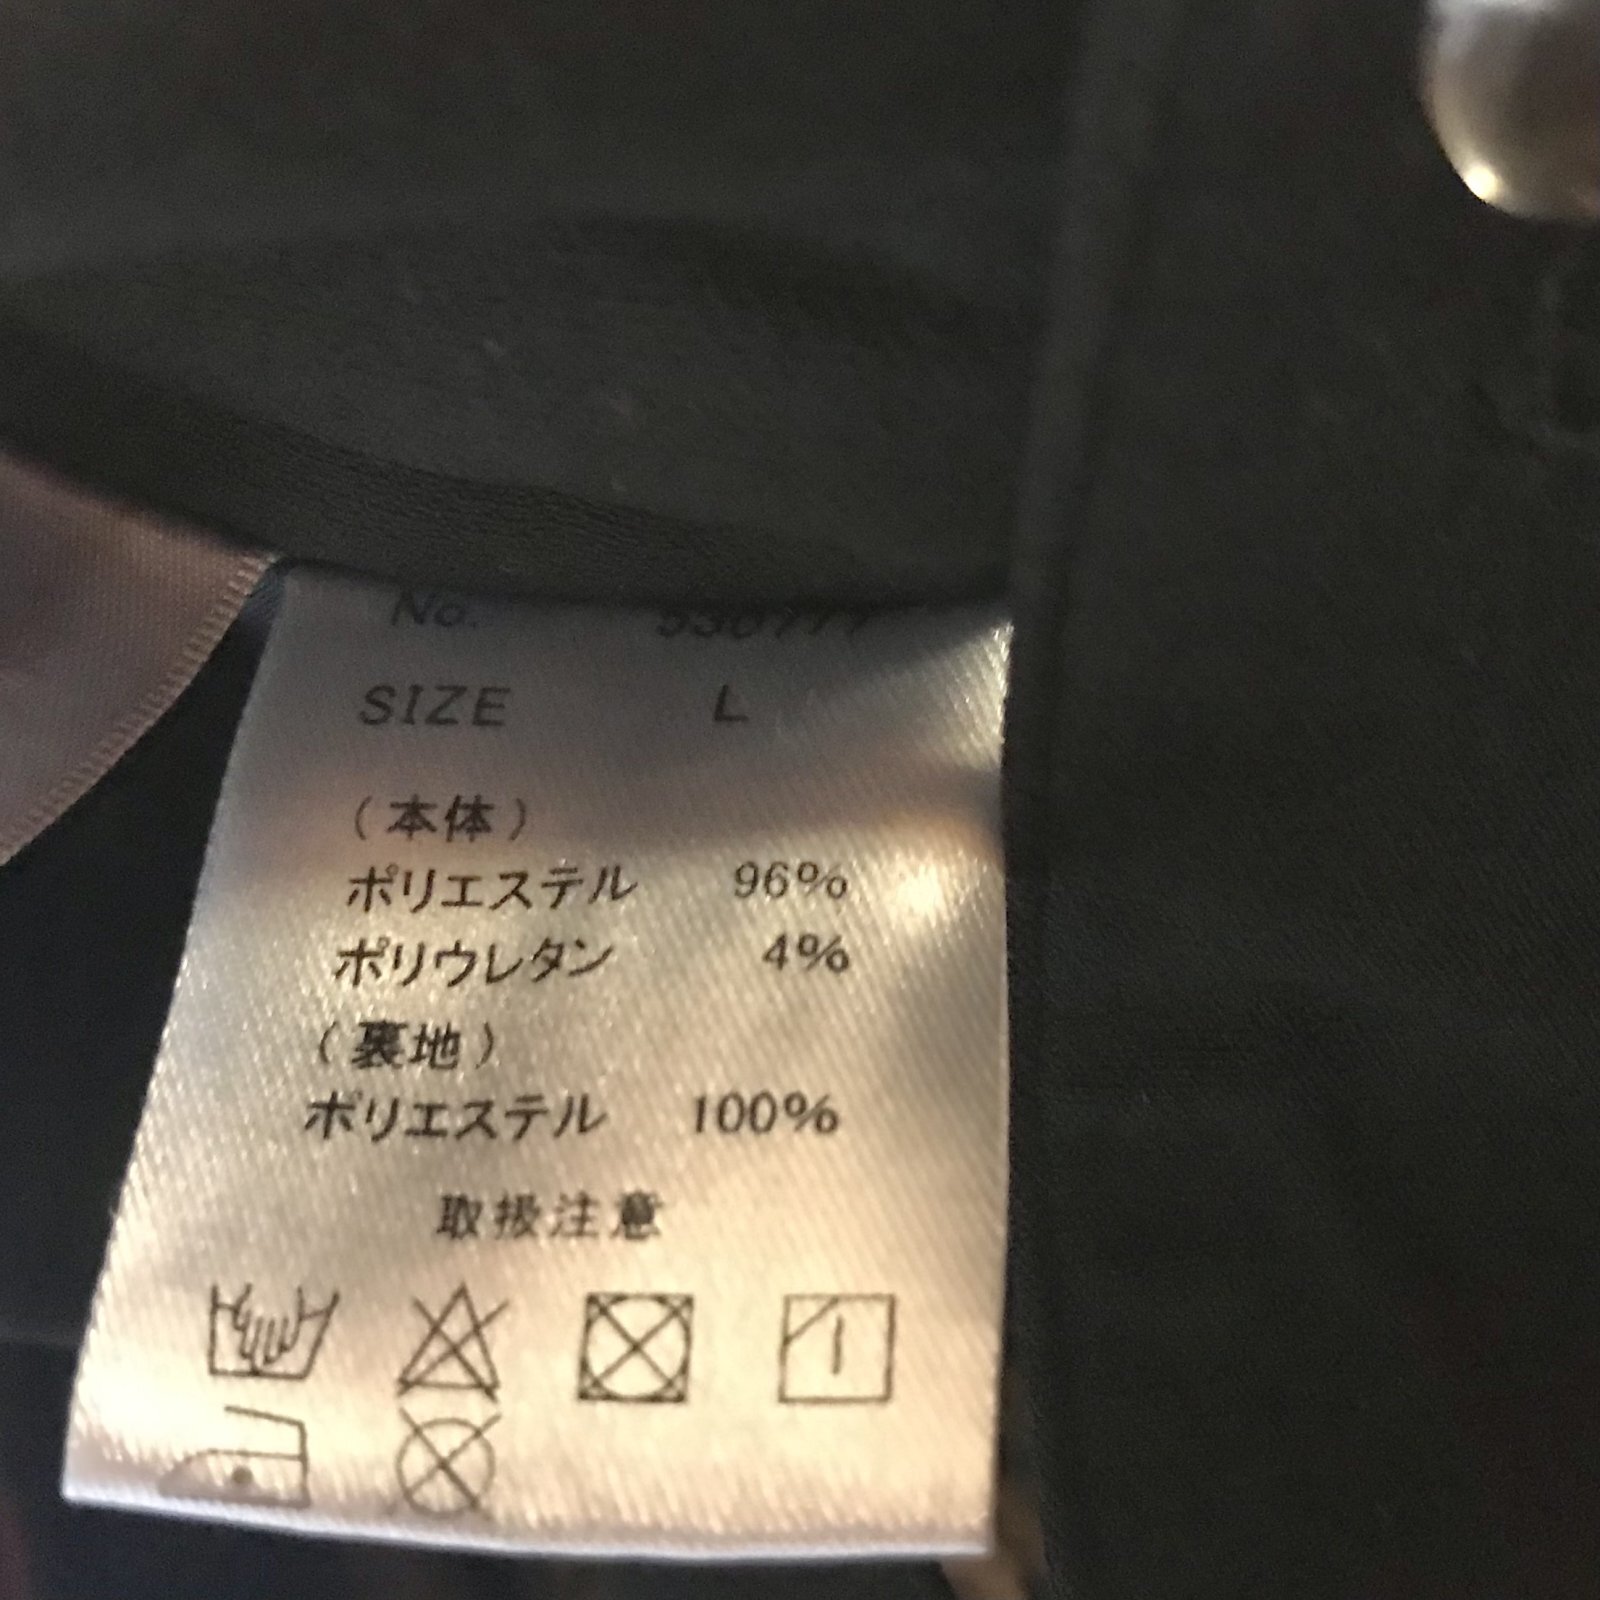 No. 530777
SIZE L
(本体)
ポリエステル 96%
ポリウレタン 4%
(裏地)
ポリエステル 100%
取扱注意